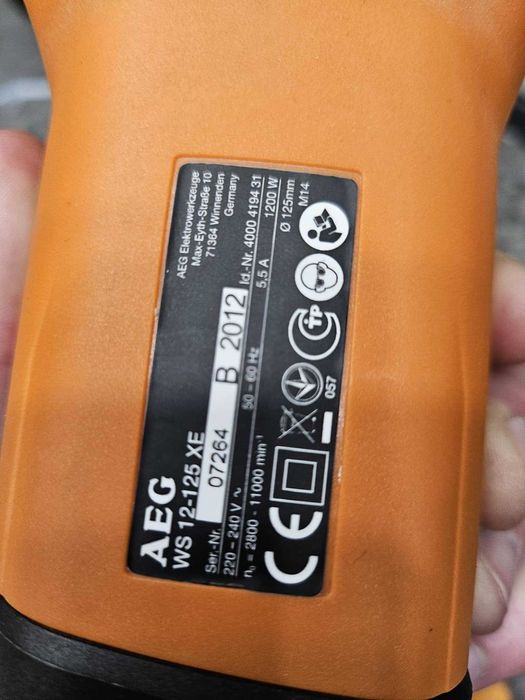 AEG
WS 12-125 XE
AEG Elektrowerkzeuge
Max-Eyth-Straße 10
71364 Winnenden
Germany
Ser.-Nr. 07264 B 2012 Id.-Nr. 4000 4194 31
220 – 240 V ~ 50 – 60 Hz 5,5 A 1200 W
n₀ = 2800 - 11000 min⁻¹ Ø 125mm
M14
CE
057
TP